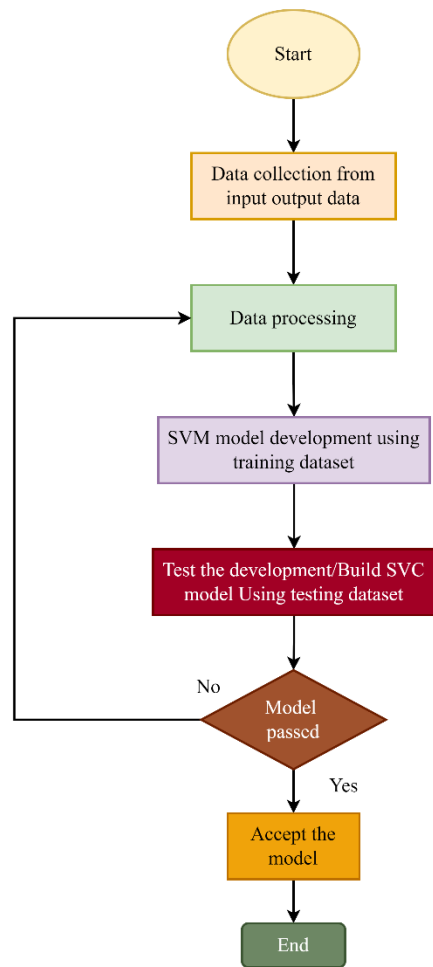 Start
Data collection from
input output data
Data processing
SVM model development using
training dataset
Test the development/Build SVC
model Using testing dataset
No
Model
passed
Yes
Accept the
model
End